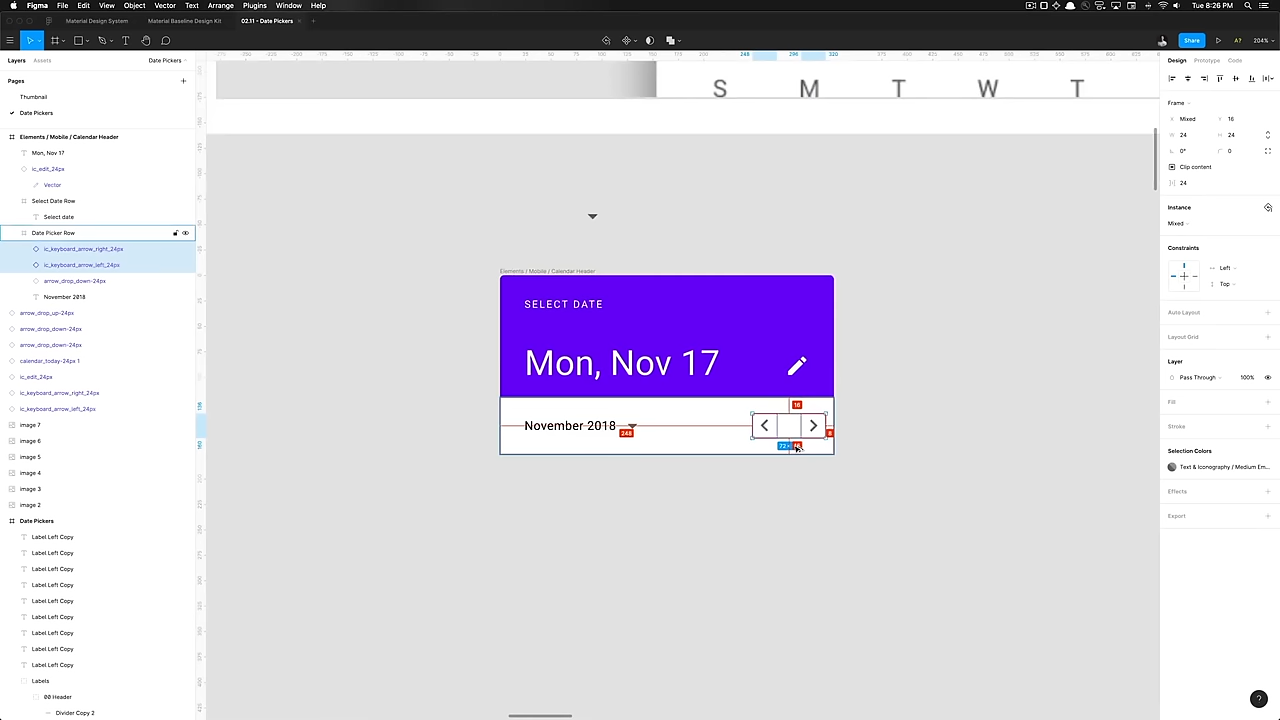 Figma File Edit View Object Vector Text Arrange Plugins Window Help
Tue 8:26 PM
Material Design System
Material Baseline Design Kit
02.11 - Date Pickers
Share
A?
204%
Layers Assets Date Pickers
Pages
Thumbnail
Date Pickers
Elements / Mobile / Calendar Header
Mon, Nov 17
ic_edit_24px
Vector
Select Date Row
Select date
Date Picker Row
ic_keyboard_arrow_right_24px
ic_keyboard_arrow_left_24px
arrow_drop_down-24px
November 2018
arrow_drop_up-24px
arrow_drop_down-24px
arrow_drop_down-24px
calendar_today-24px 1
ic_edit_24px
ic_keyboard_arrow_right_24px
ic_keyboard_arrow_left_24px
image 7
image 6
image 5
image 4
image 3
image 2
Date Pickers
Label Left Copy
Label Left Copy
Label Left Copy
Label Left Copy
Label Left Copy
Label Left Copy
Label Left Copy
Label Left Copy
Label Left Copy
Labels
00 Header
Divider Copy 2
248 296 320
S M T W T
Elements / Mobile / Calendar Header
SELECT DATE
Mon, Nov 17
16
November 2018
248
8
Design Prototype Code
Frame
X Mixed Y 16
W 24 H 24
0° 0
Clip content
24
Instance
Mixed
Constraints
Left
Top
Auto Layout
Layout Grid
Layer
Pass Through 100%
Fill
Stroke
Selection Colors
Text & Iconography / Medium Em...
Effects
Export
?